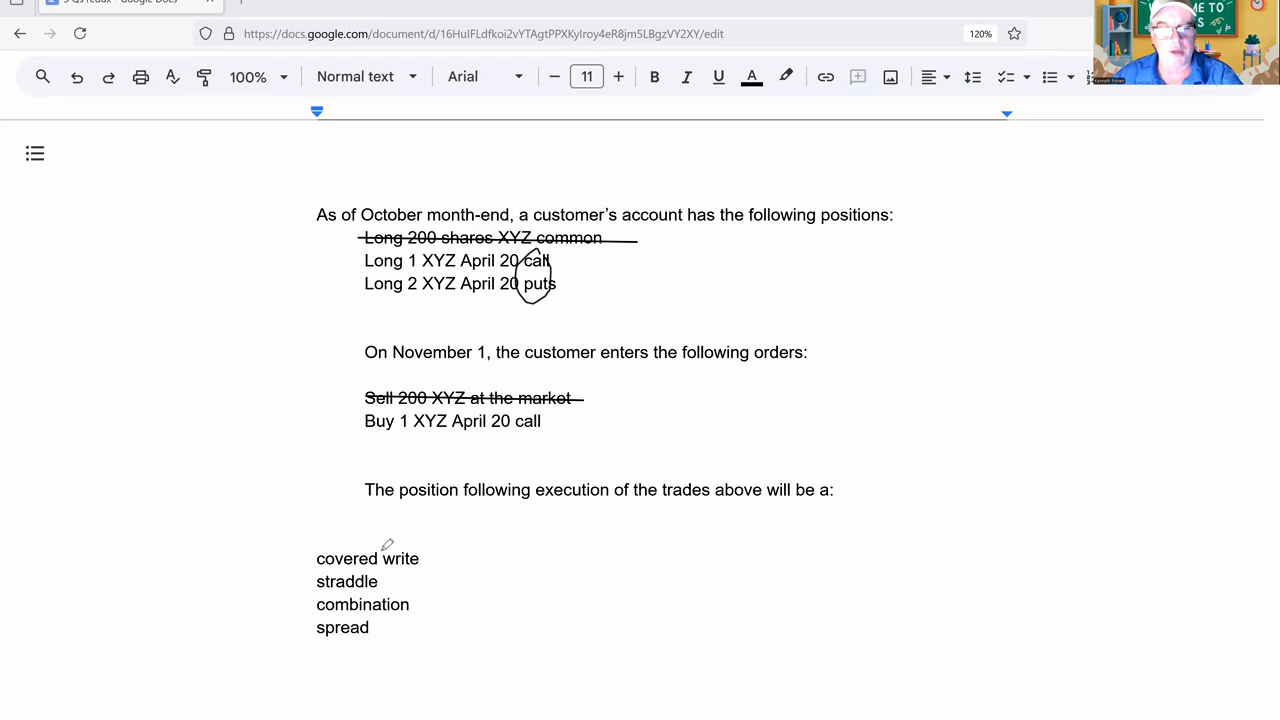 https://docs.google.com/document/d/16HuIFLdfkoi2vYTAgtPPXKyIroy4eR8jm5LBgzVY2XY/edit
120%
100% Normal text Arial 11 B I U A
As of October month-end, a customer’s account has the following positions:
Long 200 shares XYZ common
Long 1 XYZ April 20 call
Long 2 XYZ April 20 puts
On November 1, the customer enters the following orders:
Sell 200 XYZ at the market
Buy 1 XYZ April 20 call
The position following execution of the trades above will be a:
covered write
straddle
combination
spread